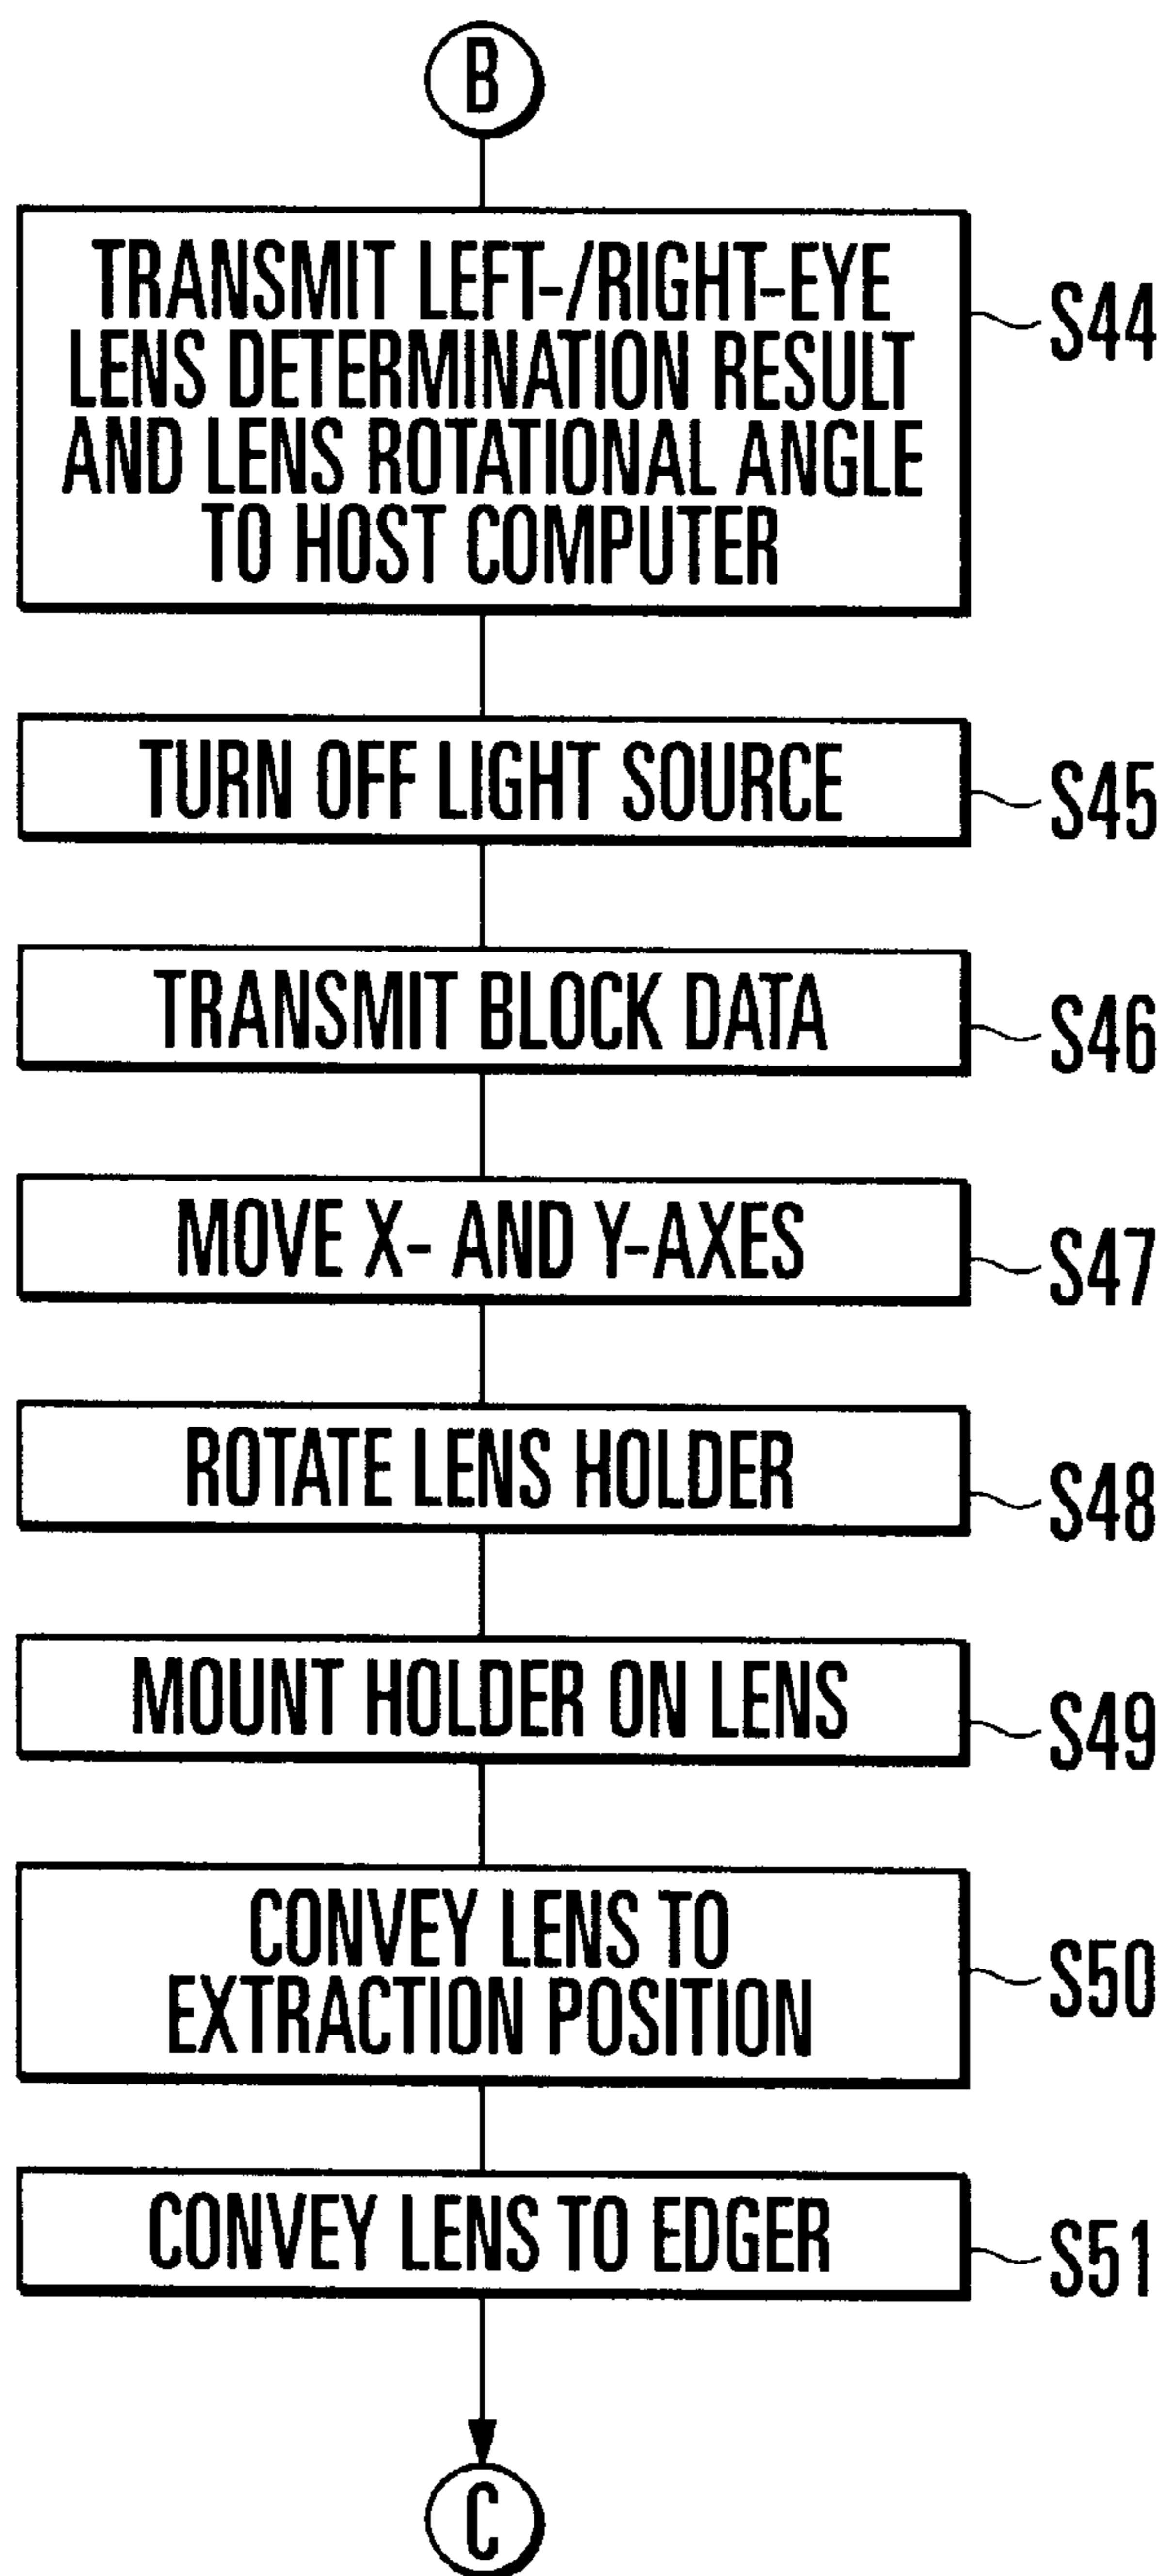 B
TRANSMIT LEFT-/RIGHT-EYE
LENS DETERMINATION RESULT
AND LENS ROTATIONAL ANGLE
TO HOST COMPUTER
S44
TURN OFF LIGHT SOURCE
S45
TRANSMIT BLOCK DATA
S46
MOVE X- AND Y-AXES
S47
ROTATE LENS HOLDER
S48
MOUNT HOLDER ON LENS
S49
CONVEY LENS TO
EXTRACTION POSITION
S50
CONVEY LENS TO EDGER
S51
C